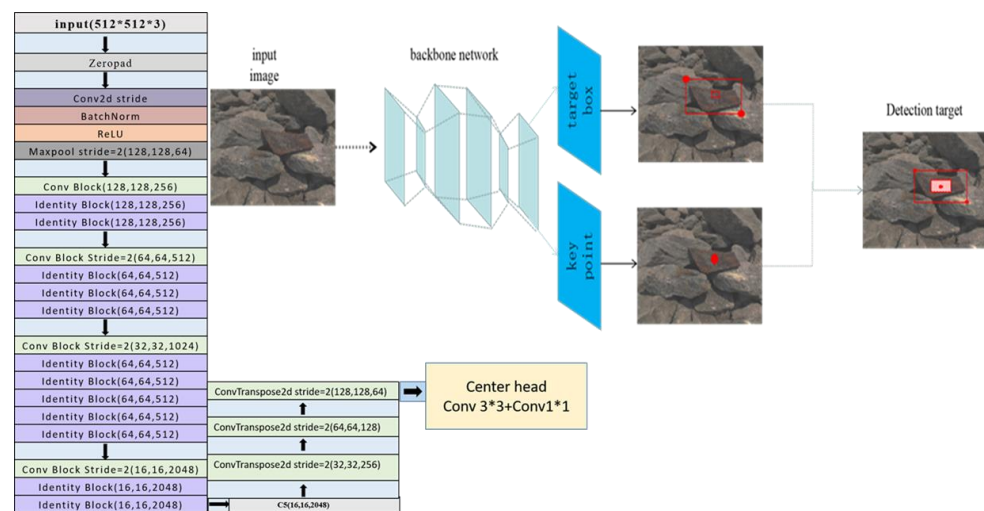 input(512*512*3)
Zeropad
Conv2d stride
BatchNorm
ReLU
Maxpool stride=2(128,128,64)
Conv Block(128,128,256)
Identity Block(128,128,256)
Identity Block(128,128,256)
Conv Block Stride=2(64,64,512)
Identity Block(64,64,512)
Identity Block(64,64,512)
Identity Block(64,64,512)
Conv Block Stride=2(32,32,1024)
Identity Block(64,64,512)
Identity Block(64,64,512)
Identity Block(64,64,512)
Identity Block(64,64,512)
Identity Block(64,64,512)
Conv Block Stride=2(16,16,2048)
Identity Block(16,16,2048)
Identity Block(16,16,2048)
C5(16,16,2048)
ConvTranspose2d stride=2(32,32,256)
ConvTranspose2d stride=2(64,64,128)
ConvTranspose2d stride=2(128,128,64)
Center head
Conv 3*3+Conv1*1
input
image
backbone network
target
box
key
point
Detection target